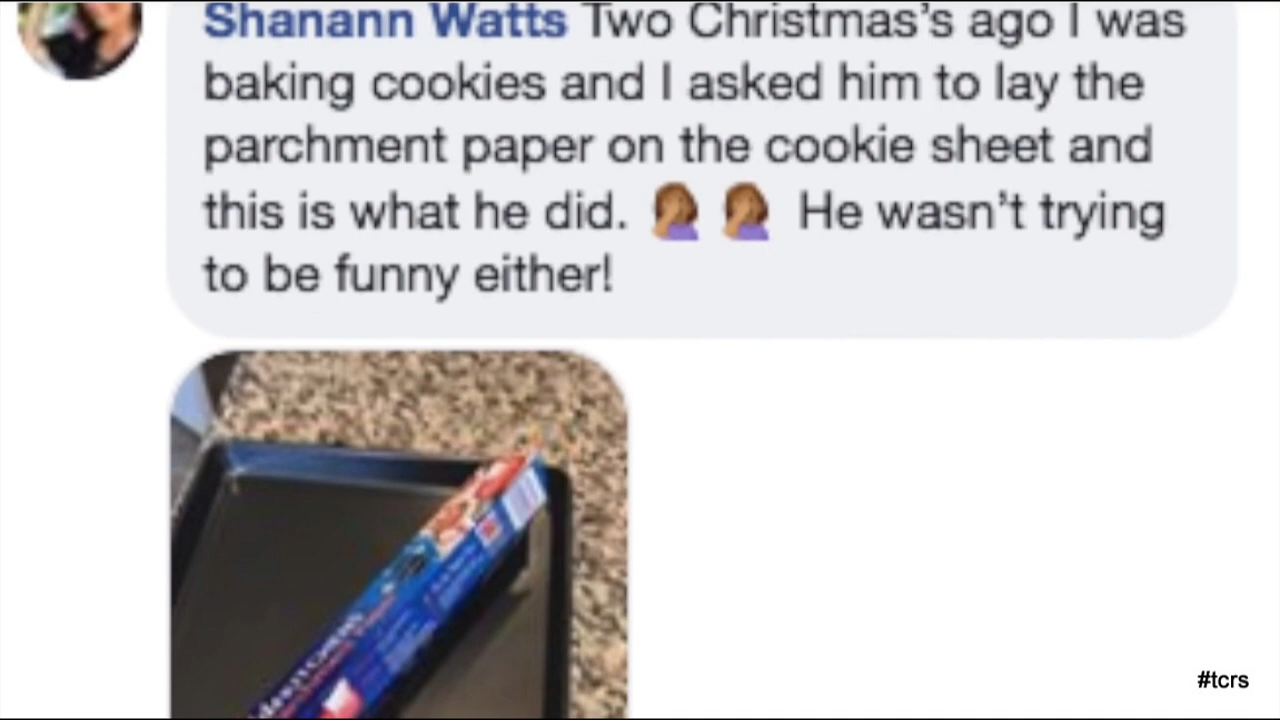 Shanann Watts Two Christmas's ago I was
baking cookies and I asked him to lay the
parchment paper on the cookie sheet and
this is what he did. 🤦🏽‍♀️ 🤦🏽‍♀️ He wasn't trying
to be funny either!
#tcrs